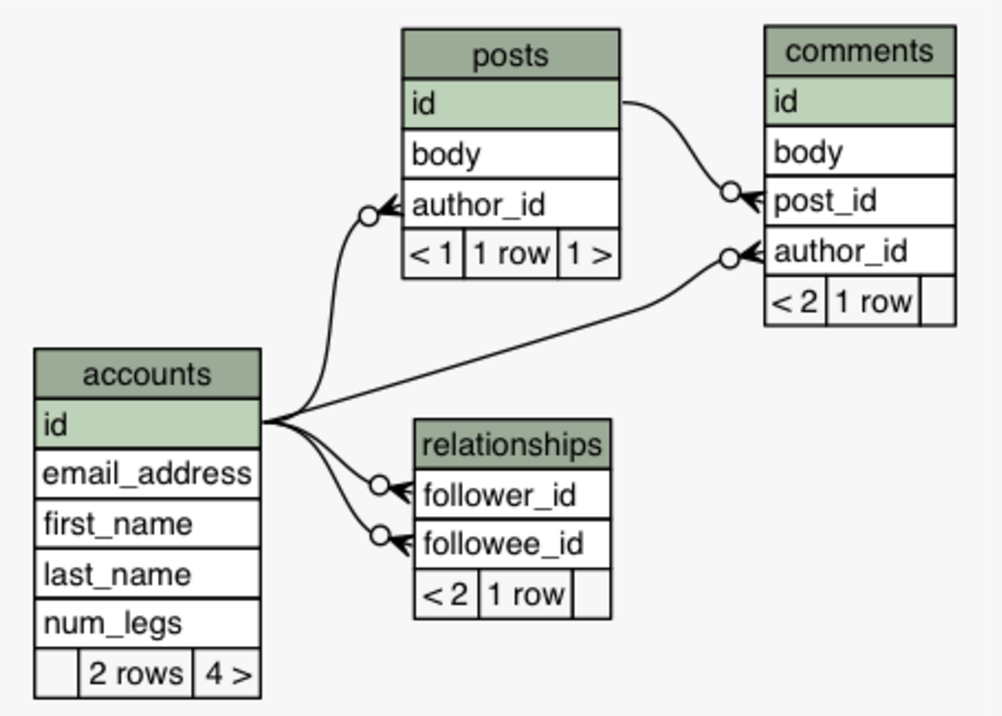 posts
id
body
author_id
< 1 1 row 1 >
comments
id
body
post_id
author_id
< 2 1 row
accounts
id
email_address
first_name
last_name
num_legs
2 rows 4 >
relationships
follower_id
followee_id
< 2 1 row